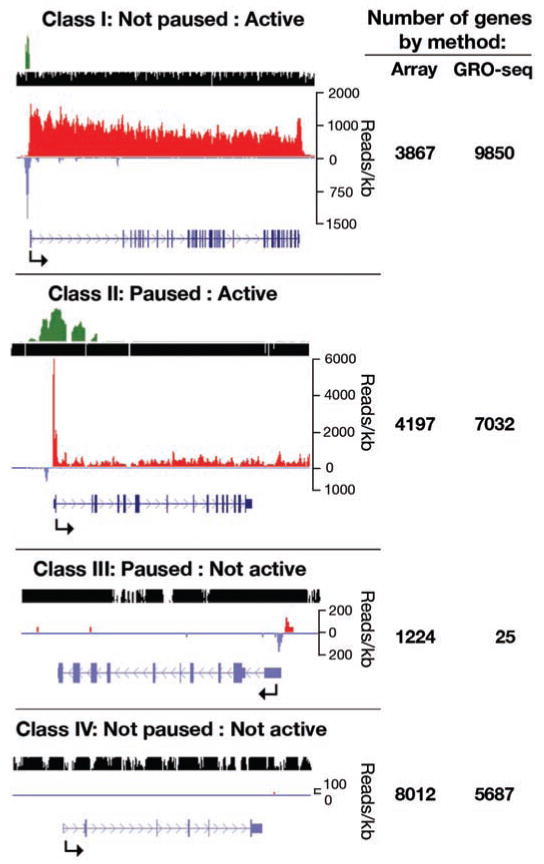 Class I: Not paused : Active
Number of genes
by method:
Array GRO-seq
2000
1000
0
750
1500
Reads/kb
3867 9850
Class II: Paused : Active
6000
4000
2000
0
1000
Reads/kb
4197 7032
Class III: Paused : Not active
200
0
200
Reads/kb
1224 25
Class IV: Not paused : Not active
100
0
Reads/kb
8012 5687